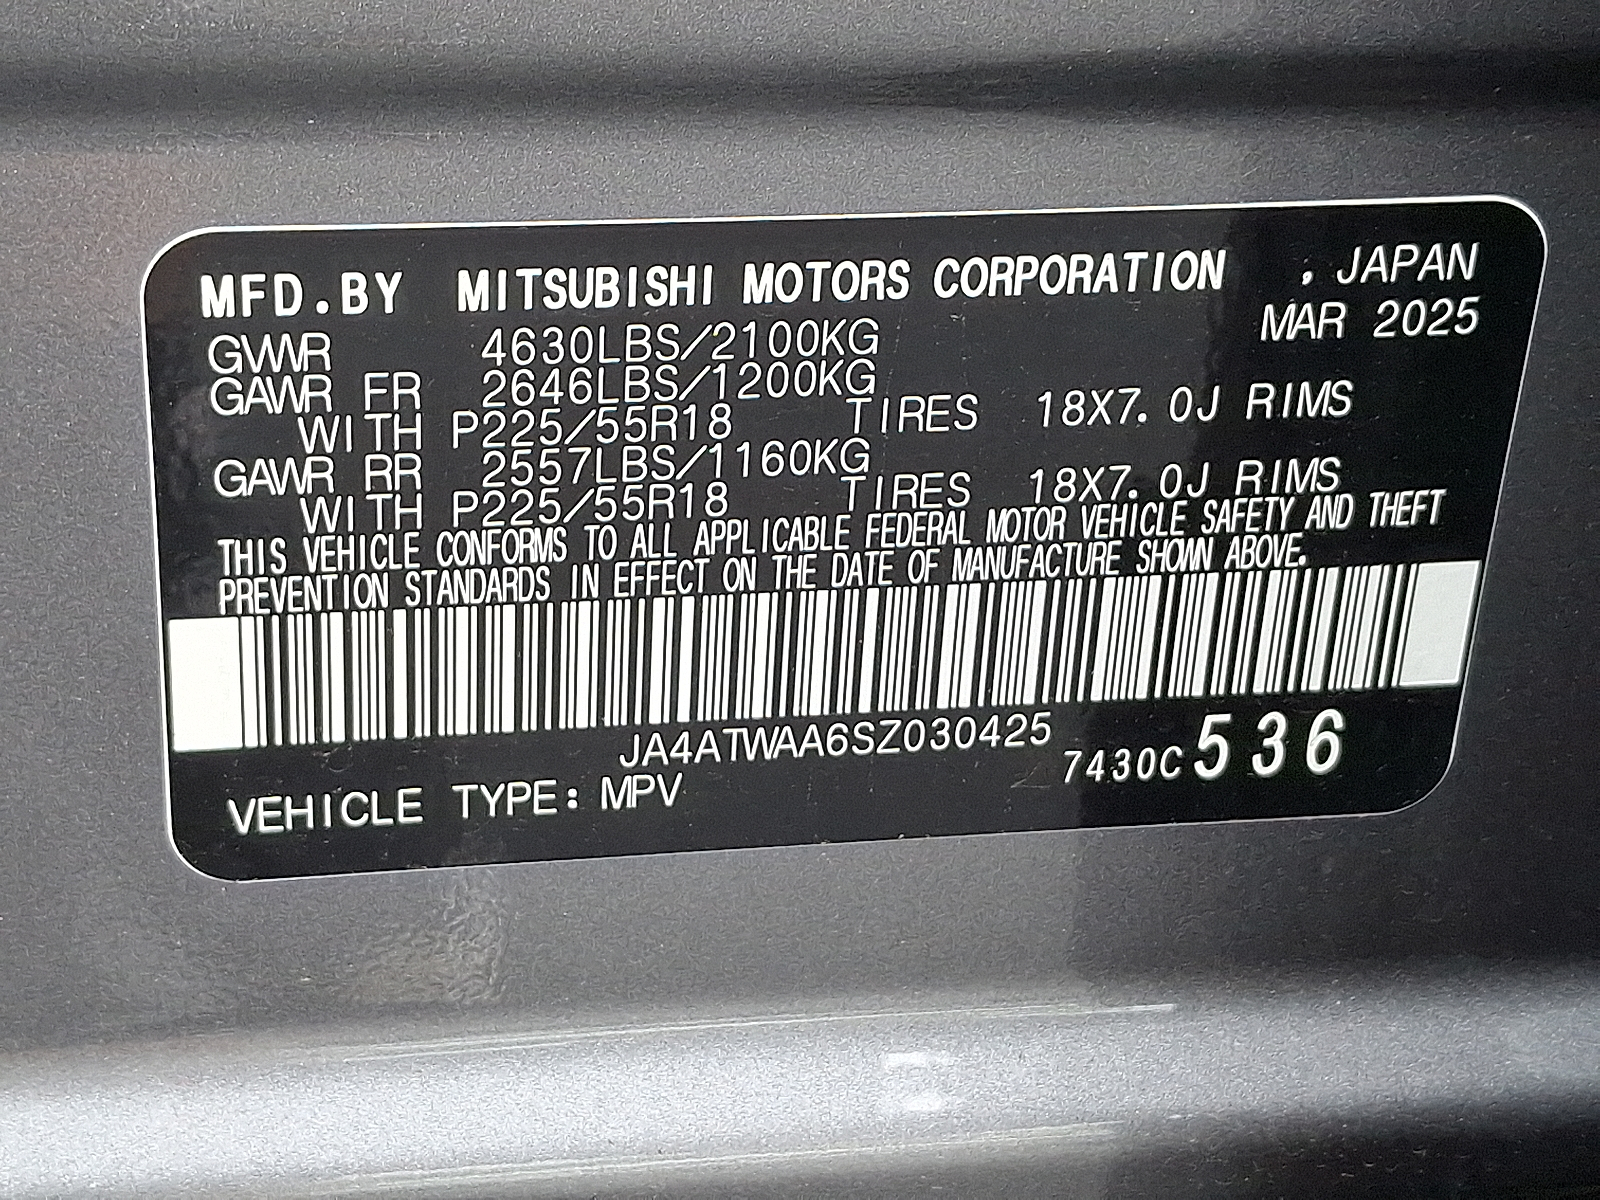 MFD.BY MITSUBISHI MOTORS CORPORATION , JAPAN
MAR 2025
GVWR 4630LBS/2100KG
GAWR FR 2646LBS/1200KG
WITH P225/55R18 TIRES 18X7.0J RIMS
GAWR RR 2557LBS/1160KG
WITH P225/55R18 TIRES 18X7.0J RIMS
THIS VEHICLE CONFORMS TO ALL APPLICABLE FEDERAL MOTOR VEHICLE SAFETY AND THEFT
PREVENTION STANDARDS IN EFFECT ON THE DATE OF MANUFACTURE SHOWN ABOVE.
JA4ATWAA6SZ030425
7430C 536
VEHICLE TYPE: MPV